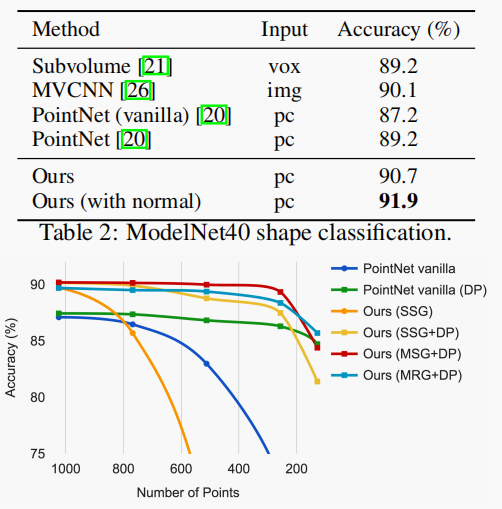 Method Input Accuracy (%)
Subvolume [21] vox 89.2
MVCNN [26] img 90.1
PointNet (vanilla) [20] pc 87.2
PointNet [20] pc 89.2
Ours pc 90.7
Ours (with normal) pc 91.9
Table 2: ModelNet40 shape classification.
PointNet vanilla
PointNet vanilla (DP)
Ours (SSG)
Ours (SSG+DP)
Ours (MSG+DP)
Ours (MRG+DP)
Accuracy (%)
90
85
80
75
1000 800 600 400 200
Number of Points